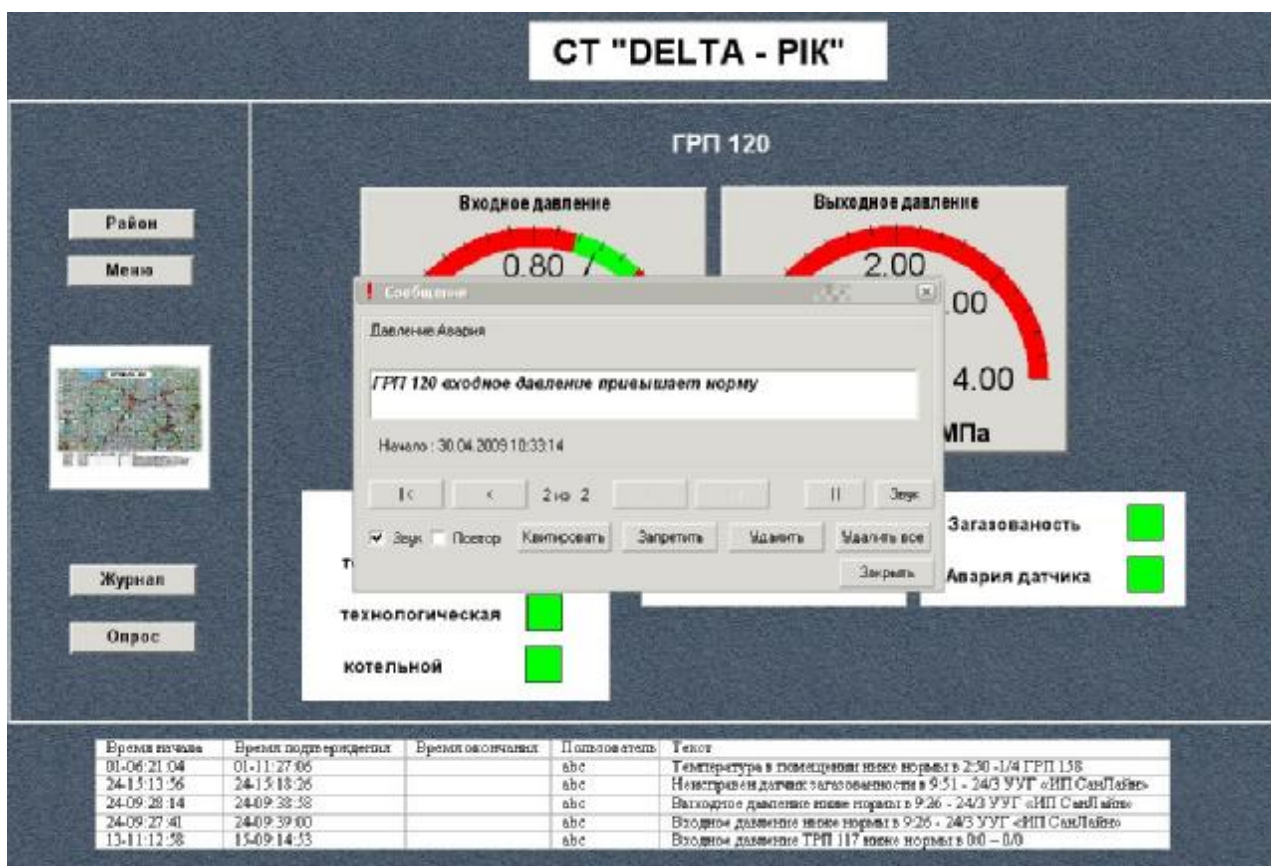 СТ "DELTA - РІК"
ГРП 120
Район
Меню
Журнал
Опрос
Входное давление
0.80
Выходное давление
2.00
.00
4.00
МПа
Сообщение
Давление Авария
ГРП 120 входное давление привышает норму
Начало : 30.04.2009 10:33:14
|< < 2 из 2 || Звук
Звук Повтор Квитировать Запретить Удалить Удалить все
Закрыть
технологическая
котельной
Загазованость
Авария датчика
Время начала Время подтверждения Время окончания Пользователь Текст
01-06:21:04 01-11:27:06 abc Температура в помещении ниже нормы в 2:50 -1/4 ГРП 138
24-15:13:56 24-15:18:26 abc Неисправен датчик загазованности в 9:51 - 24/3 УУГ «ИП СанЛайн»
24-09:28:14 24-09:38:58 abc Выходное давление ниже нормы в 9:26 - 24/3 УУГ «ИП СанЛайн»
24-09:27:41 24-09:39:00 abc Входное давление ниже нормы в 9:26 - 24/3 УУГ «ИП СанЛайн»
13-11:12:58 15-09:14:53 abc Входное давление ТРП 117 ниже нормы в 0:0 – 0/0